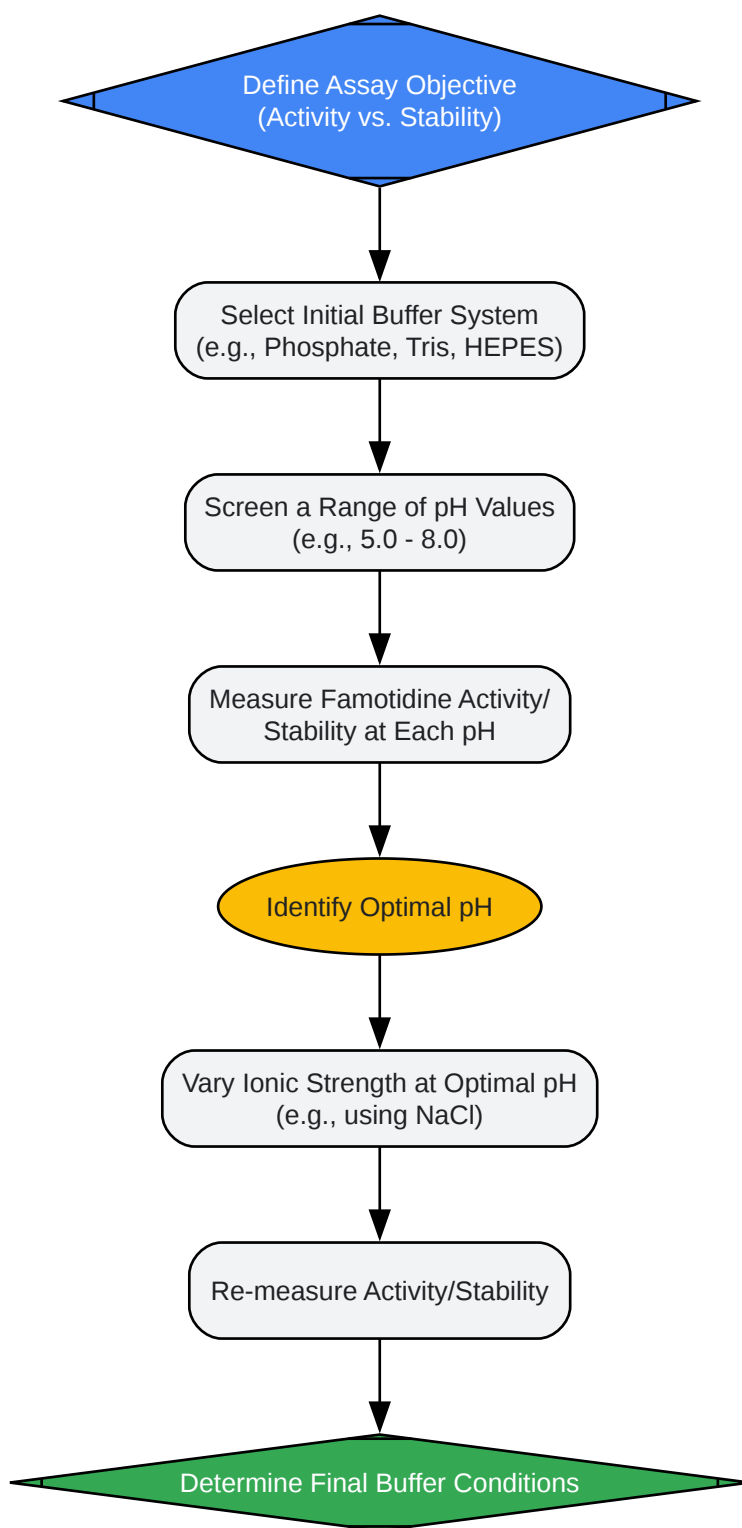 Define Assay Objective
(Activity vs. Stability)
Select Initial Buffer System
(e.g., Phosphate, Tris, HEPES)
Screen a Range of pH Values
(e.g., 5.0 - 8.0)
Measure Famotidine Activity/
Stability at Each pH
Identify Optimal pH
Vary Ionic Strength at Optimal pH
(e.g., using NaCl)
Re-measure Activity/Stability
Determine Final Buffer Conditions